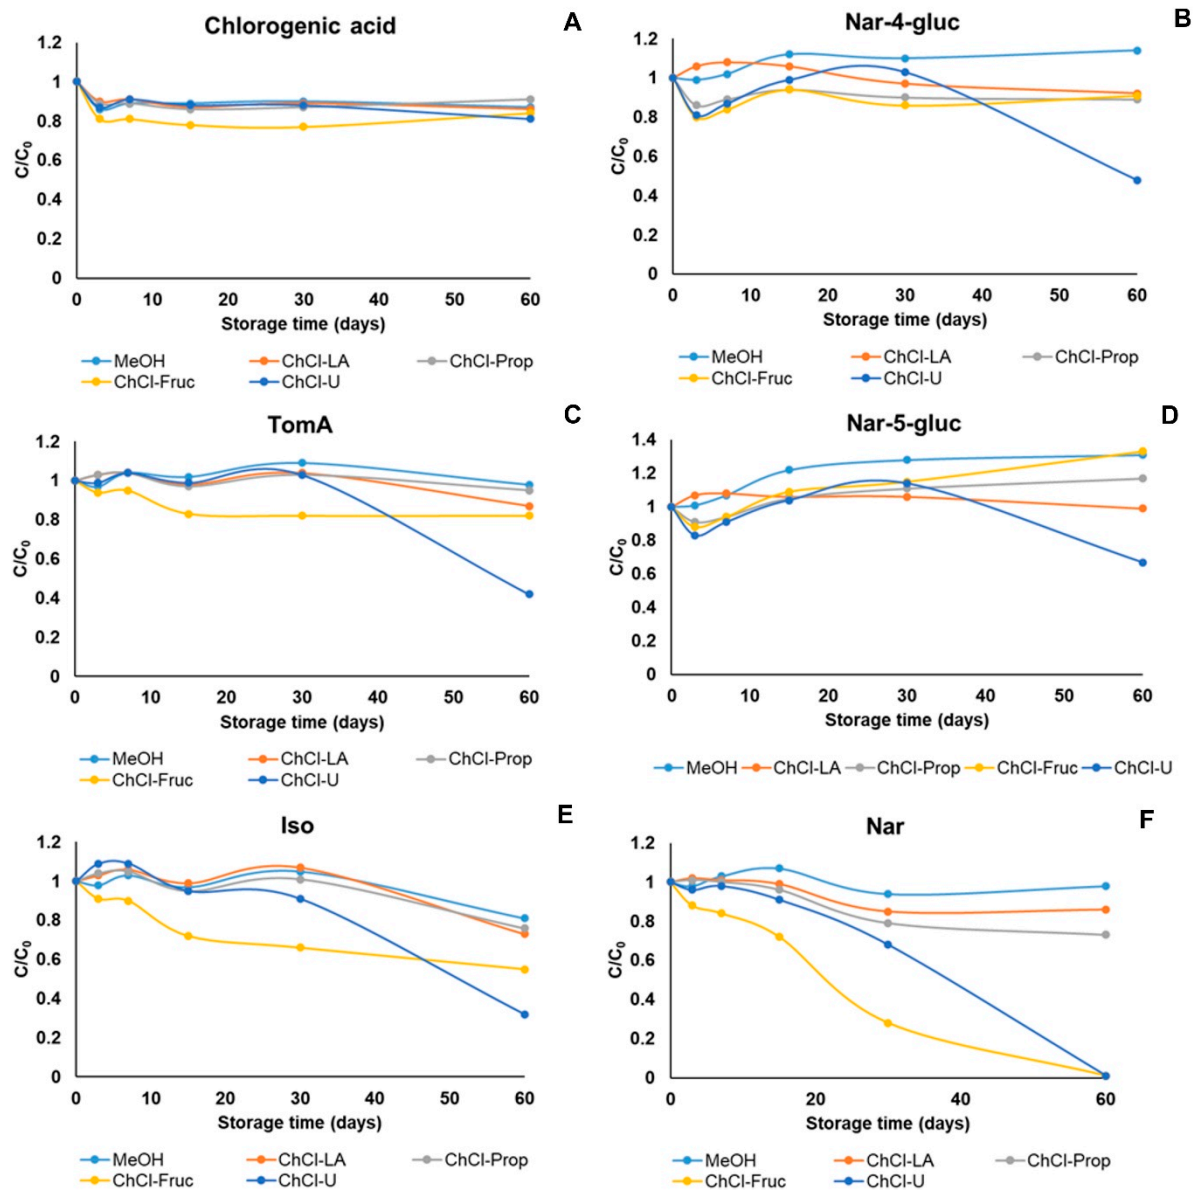 Chlorogenic acid
A
1.2
1
0.8
0.6
0.4
0.2
0
C/C0
0 10 20 30 40 50 60
Storage time (days)
MeOH ChCl-LA ChCl-Prop
ChCl-Fruc ChCl-U
Nar-4-gluc
B
1.2
1
0.8
0.6
0.4
0.2
0
C/C0
0 10 20 30 40 50 60
Storage time (days)
MeOH ChCl-LA ChCl-Prop
ChCl-Fruc ChCl-U
TomA
C
1.2
1
0.8
0.6
0.4
0.2
0
C/C0
0 10 20 30 40 50 60
Storage time (days)
MeOH ChCl-LA ChCl-Prop
ChCl-Fruc ChCl-U
Nar-5-gluc
D
1.4
1.2
1
0.8
0.6
0.4
0.2
0
C/C0
0 10 20 30 40 50 60
Storage time (days)
MeOH ChCl-LA ChCl-Prop ChCl-Fruc ChCl-U
Iso
E
1.2
1
0.8
0.6
0.4
0.2
0
C/C0
0 10 20 30 40 50 60
Storage time (days)
MeOH ChCl-LA ChCl-Prop
ChCl-Fruc ChCl-U
Nar
F
1.2
1
0.8
0.6
0.4
0.2
0
C/C0
0 20 40 60
Storage time (days)
MeOH ChCl-LA ChCl-Prop
ChCl-Fruc ChCl-U